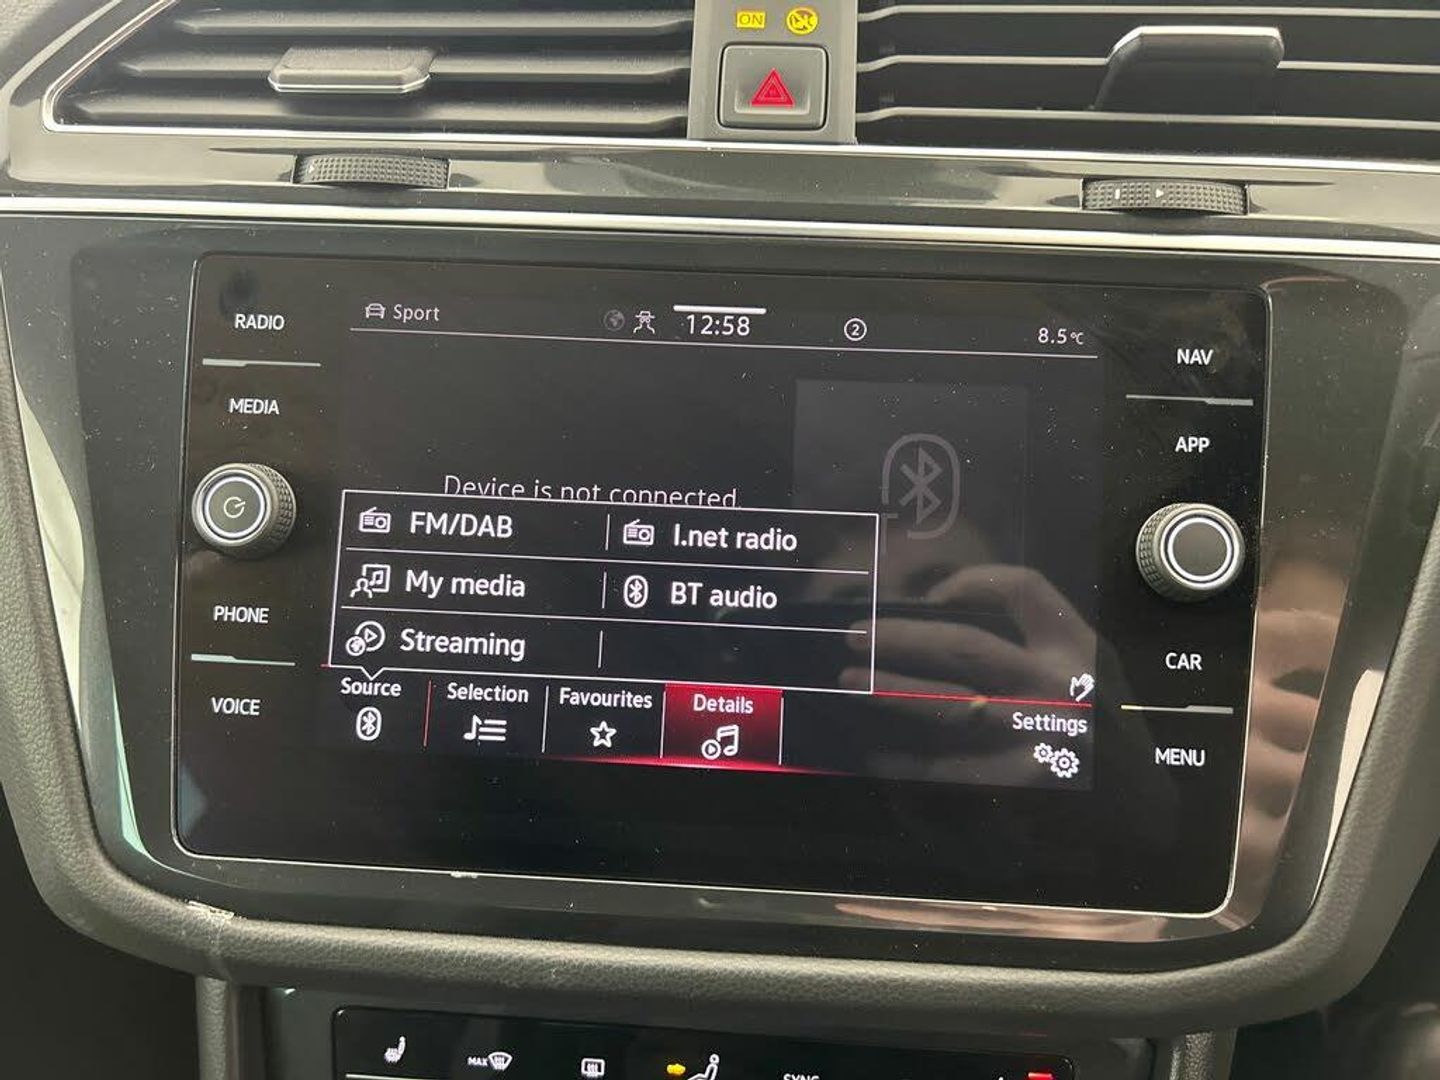 ON
RADIO
MEDIA
PHONE
VOICE
Sport
12:58
2
8.5°C
Device is not connected.
FM/DAB
I.net radio
My media
BT audio
Streaming
Source
Selection
Favourites
Details
Settings
NAV
APP
CAR
MENU
MAX
SYNC